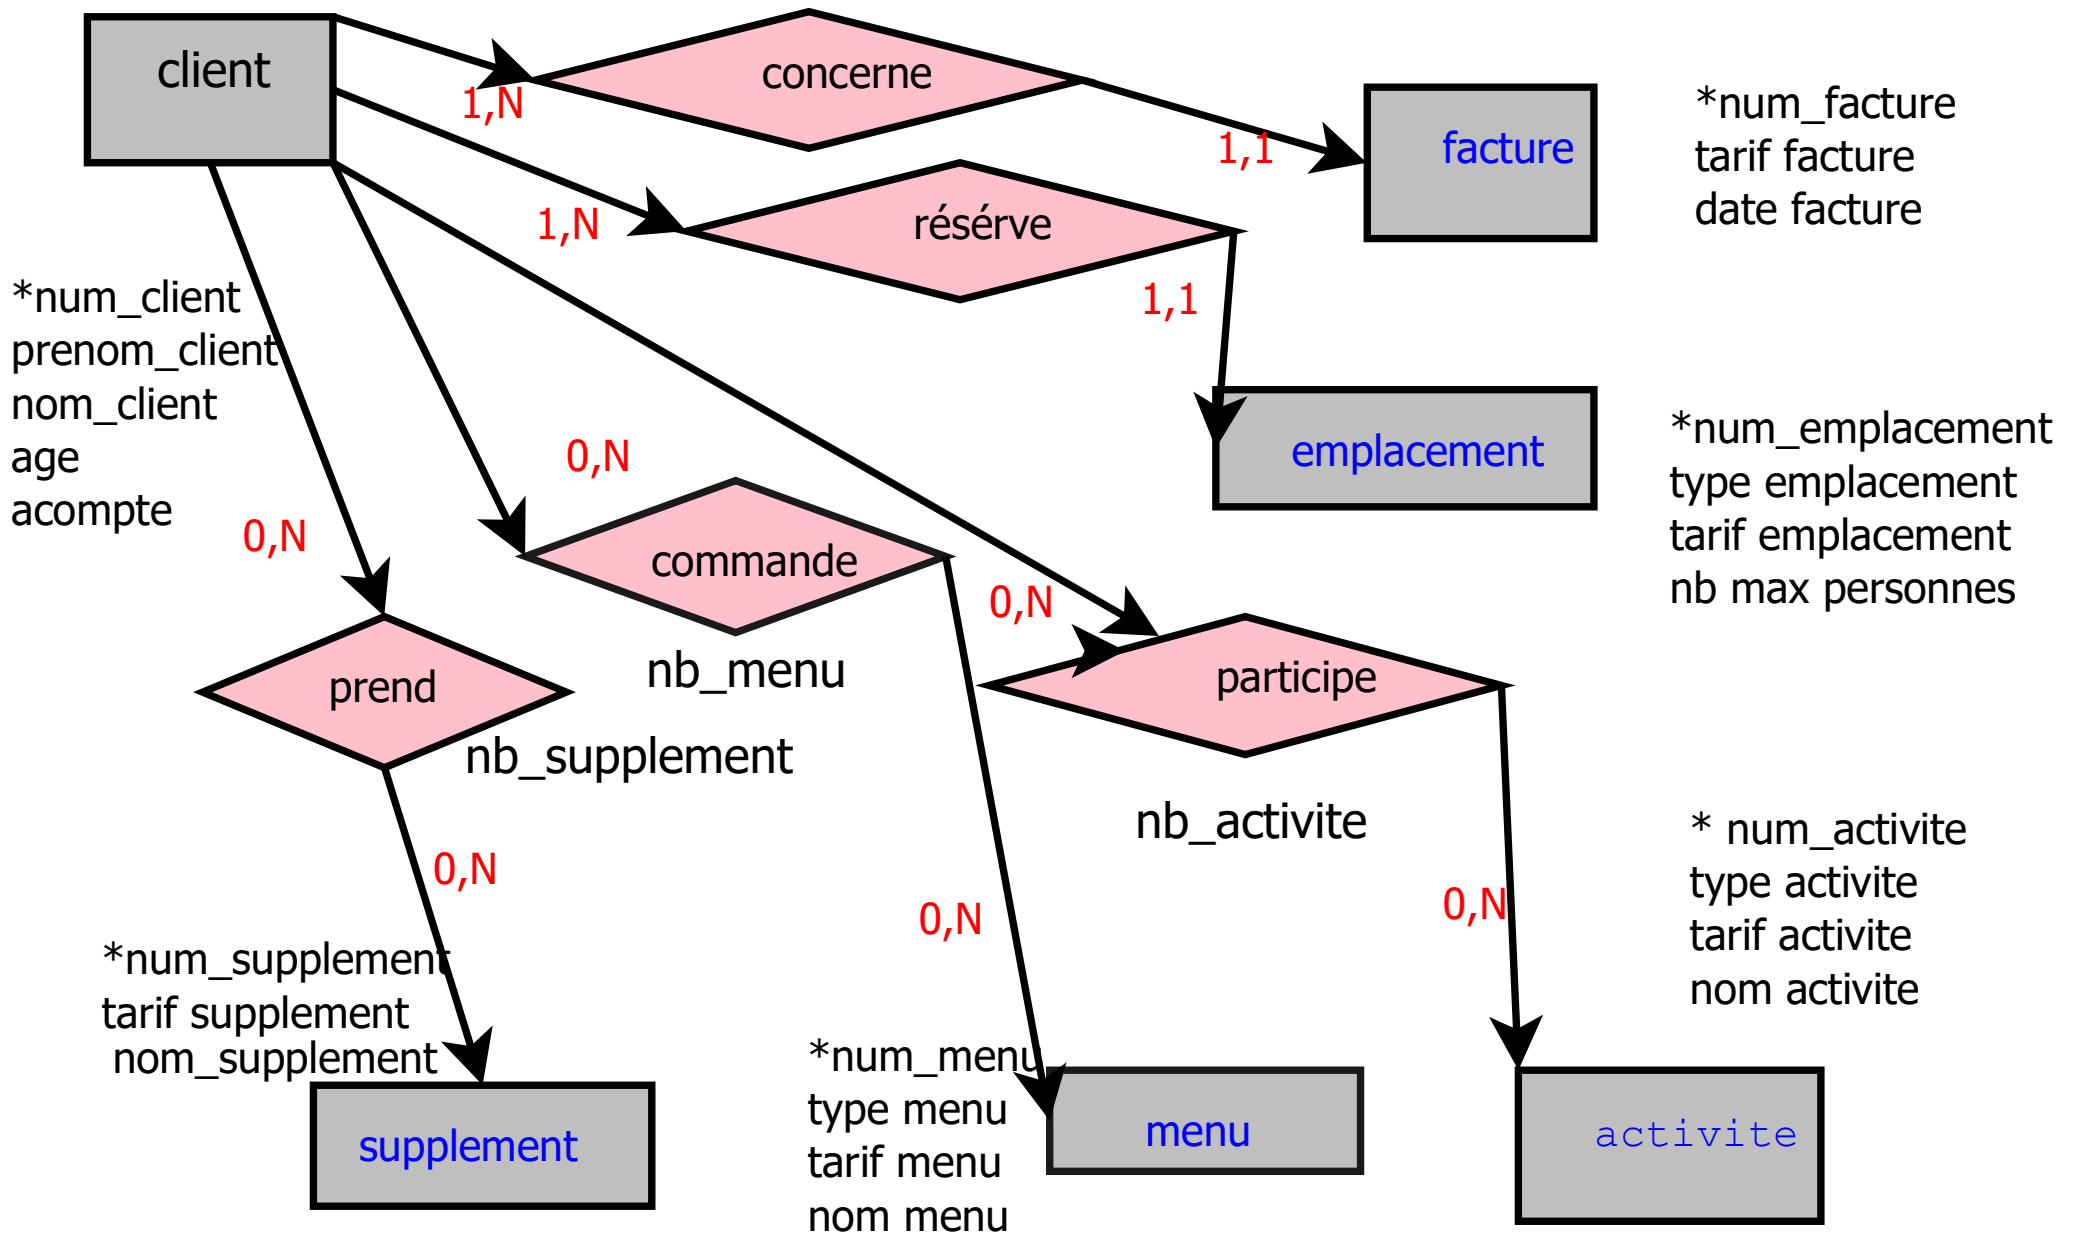 client
concerne
1,N
1,1
facture
*num_facture
tarif facture
date facture
résérve
1,N
1,1
*num_client
prenom_client
nom_client
age
acompte
emplacement
*num_emplacement
type emplacement
tarif emplacement
nb max personnes
0,N
0,N
commande
nb_menu
0,N
participe
nb_activite
prend
nb_supplement
0,N
0,N
0,N
* num_activite
type activite
tarif activite
nom activite
*num_supplement
tarif supplement
nom_supplement
supplement
*num_menu
type menu
tarif menu
nom menu
menu
activite